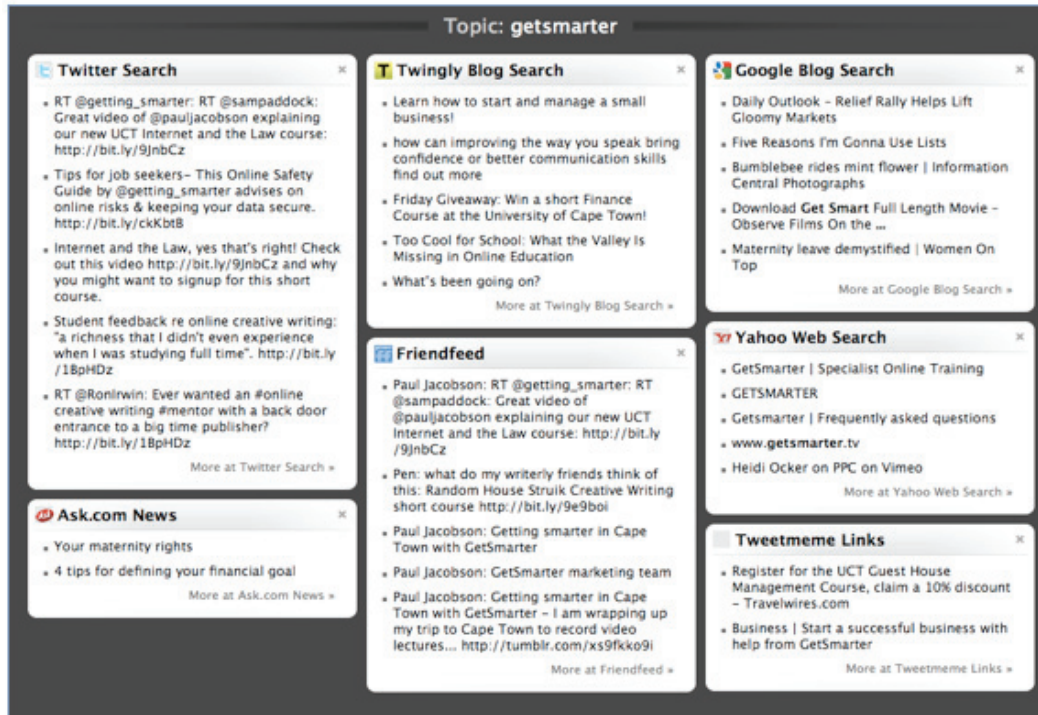 Topic: getsmarter
Twitter Search
RT @getting_smarter: RT @sampaddock:
Great video of @pauljacobson explaining
our new UCT Internet and the Law course:
http://bit.ly/9JnbCz
Tips for job seekers– This Online Safety
Guide by @getting_smarter advises on
online risks & keeping your data secure.
http://bit.ly/ckKbtB
Internet and the Law, yes that's right! Check
out this video http://bit.ly/9JnbCz and why
you might want to signup for this short
course.
Student feedback re online creative writing:
"a richness that I didn't even experience
when I was studying full time". http://bit.ly
/1BpHDz
RT @RonIrwin: Ever wanted an #online
creative writing #mentor with a back door
entrance to a big time publisher?
http://bit.ly/1BpHDz
More at Twitter Search »
Ask.com News
Your maternity rights
4 tips for defining your financial goal
More at Ask.com News »
Twingly Blog Search
Learn how to start and manage a small
business!
how can improving the way you speak bring
confidence or better communication skills
find out more
Friday Giveaway: Win a short Finance
Course at the University of Cape Town!
Too Cool for School: What the Valley Is
Missing in Online Education
What's been going on?
More at Twingly Blog Search »
Friendfeed
Paul Jacobson: RT @getting_smarter: RT
@sampaddock: Great video of
@pauljacobson explaining our new UCT
Internet and the Law course: http://bit.ly
/9JnbCz
Pen: what do my writerly friends think of
this: Random House Struik Creative Writing
short course http://bit.ly/9e9boi
Paul Jacobson: Getting smarter in Cape
Town with GetSmarter
Paul Jacobson: GetSmarter marketing team
Paul Jacobson: Getting smarter in Cape
Town with GetSmarter – I am wrapping up
my trip to Cape Town to record video
lectures... http://tumblr.com/xs9fkko9i
More at Friendfeed »
Google Blog Search
Daily Outlook – Relief Rally Helps Lift
Gloomy Markets
Five Reasons I'm Gonna Use Lists
Bumblebee rides mint flower | Information
Central Photographs
Download Get Smart Full Length Movie –
Observe Films On the ...
Maternity leave demystified | Women On
Top
More at Google Blog Search »
Yahoo Web Search
GetSmarter | Specialist Online Training
GETSMARTER
Getsmarter | Frequently asked questions
www.getsmarter.tv
Heidi Ocker on PPC on Vimeo
More at Yahoo Web Search »
Tweetmeme Links
Register for the UCT Guest House
Management Course, claim a 10% discount
– Travelwires.com
Business | Start a successful business with
help from GetSmarter
More at Tweetmeme Links »